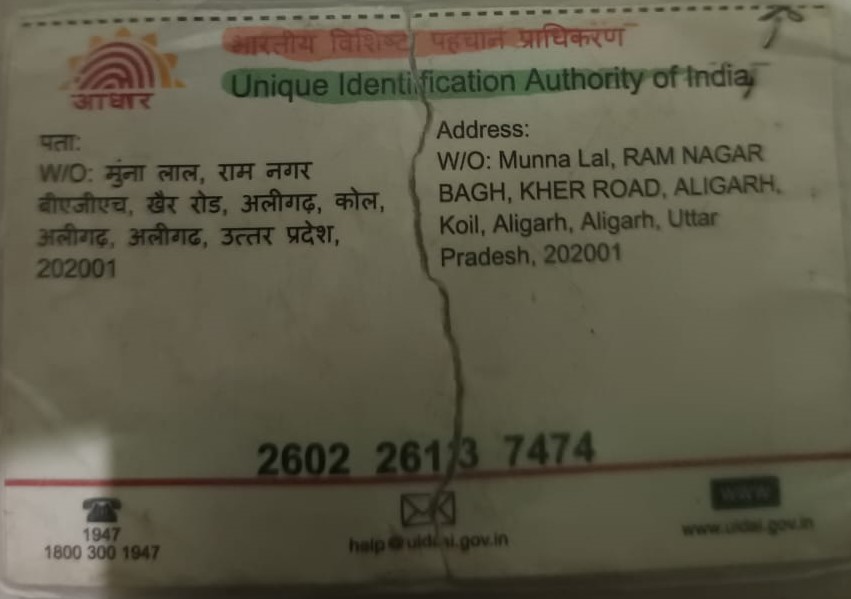 भारतीय विशिष्ट पहचान प्राधिकरण
Unique Identification Authority of India
आधार
पता:
W/O: मुंना लाल, राम नगर
बीएजीएच, खैर रोड, अलीगढ़, कोल,
अलीगढ़, अलीगढ, उत्तर प्रदेश,
202001
Address:
W/O: Munna Lal, RAM NAGAR
BAGH, KHER ROAD, ALIGARH,
Koil, Aligarh, Aligarh, Uttar
Pradesh, 202001
2602 2613 7474
1947
1800 300 1947
help@uidai.gov.in
www
www.uidai.gov.in